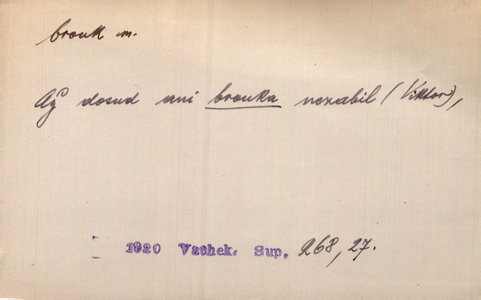 brouk m.
Až dosud ani brouka nezabil (Viktor),
1920 Vachek. Sup, 268, 27.